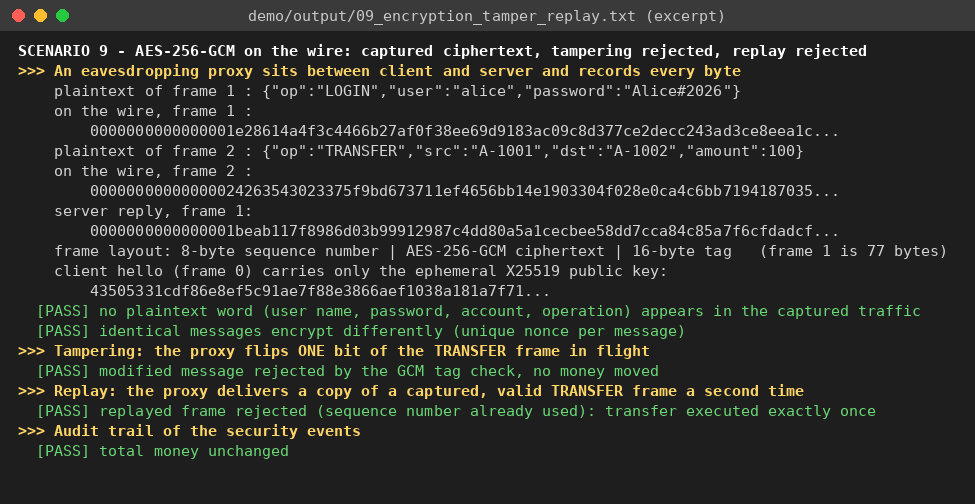 demo/output/09_encryption_tamper_replay.txt (excerpt)
SCENARIO 9 - AES-256-GCM on the wire: captured ciphertext, tampering rejected, replay rejected
>>> An eavesdropping proxy sits between client and server and records every byte
plaintext of frame 1 : {"op":"LOGIN","user":"alice","password":"Alice#2026"}
on the wire, frame 1 :
0000000000000001e28614a4f3c4466b27af0f38ee69d9183ac09c8d377ce2decc243ad3ce8eea1c...
plaintext of frame 2 : {"op":"TRANSFER","src":"A-1001","dst":"A-1002","amount":100}
on the wire, frame 2 :
00000000000000024263543023375f9bd673711ef4656bb14e1903304f028e0ca4c6bb7194187035...
server reply, frame 1:
0000000000000001beab117f8986d03b99912987c4dd80a5a1cecbee58dd7cca84c85a7f6cfdadcf...
frame layout: 8-byte sequence number | AES-256-GCM ciphertext | 16-byte tag   (frame 1 is 77 bytes)
client hello (frame 0) carries only the ephemeral X25519 public key:
43505331cdf86e8ef5c91ae7f88e3866aef1038a181a7f71...
[PASS] no plaintext word (user name, password, account, operation) appears in the captured traffic
[PASS] identical messages encrypt differently (unique nonce per message)
>>> Tampering: the proxy flips ONE bit of the TRANSFER frame in flight
[PASS] modified message rejected by the GCM tag check, no money moved
>>> Replay: the proxy delivers a copy of a captured, valid TRANSFER frame a second time
[PASS] replayed frame rejected (sequence number already used): transfer executed exactly once
>>> Audit trail of the security events
[PASS] total money unchanged